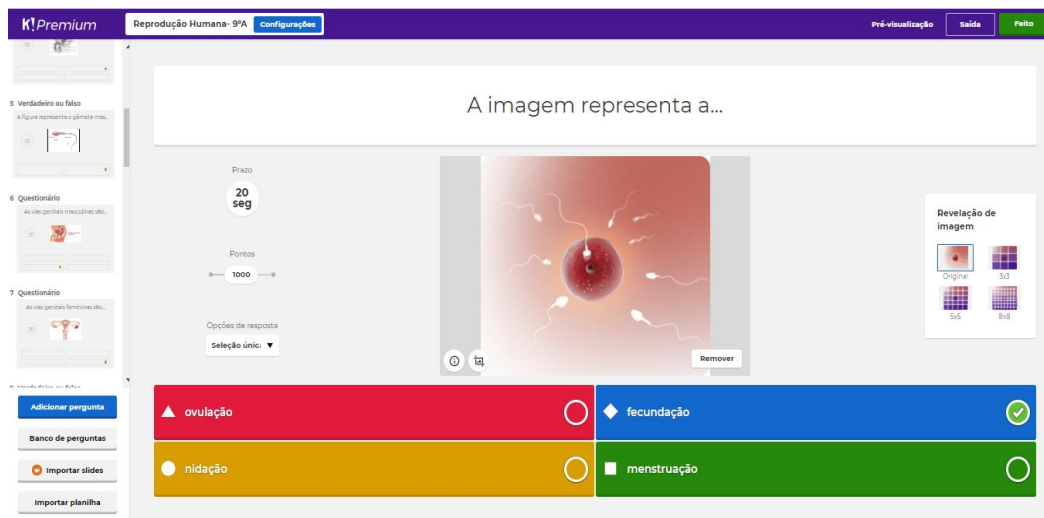 K! Premium
Reprodução Humana- 9ºA
Configurações
Pré-visualização
Saída
Feito
20
5 Verdadeiro ou falso
A figura representa o gâmeta mas...
20
6 Questionário
As vias genitais masculinas são...
20
7 Questionário
As vias genitais femininas são...
20
Adicionar pergunta
Banco de perguntas
Importar slides
Importar planilha
A imagem representa a...
Prazo
20
seg
Pontos
1000
Opções de resposta
Seleção únic
Remover
Revelação de
imagem
Original
3x3
5x5
8x8
ovulação
fecundação
nidação
menstruação